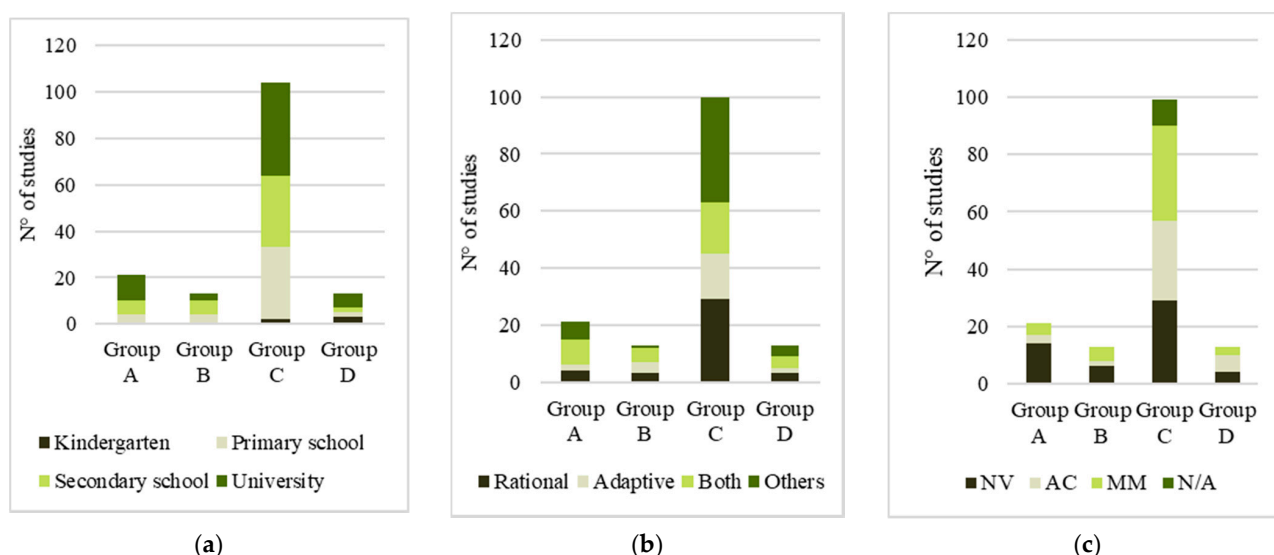 N° of studies
120
100
80
60
40
20
0
Group A
Group B
Group C
Group D
Kindergarten
Primary school
Secondary school
University
(a)
N° of studies
120
100
80
60
40
20
0
Group A
Group B
Group C
Group D
Rational
Adaptive
Both
Others
(b)
N° of studies
120
100
80
60
40
20
0
Group A
Group B
Group C
Group D
NV
AC
MM
N/A
(c)